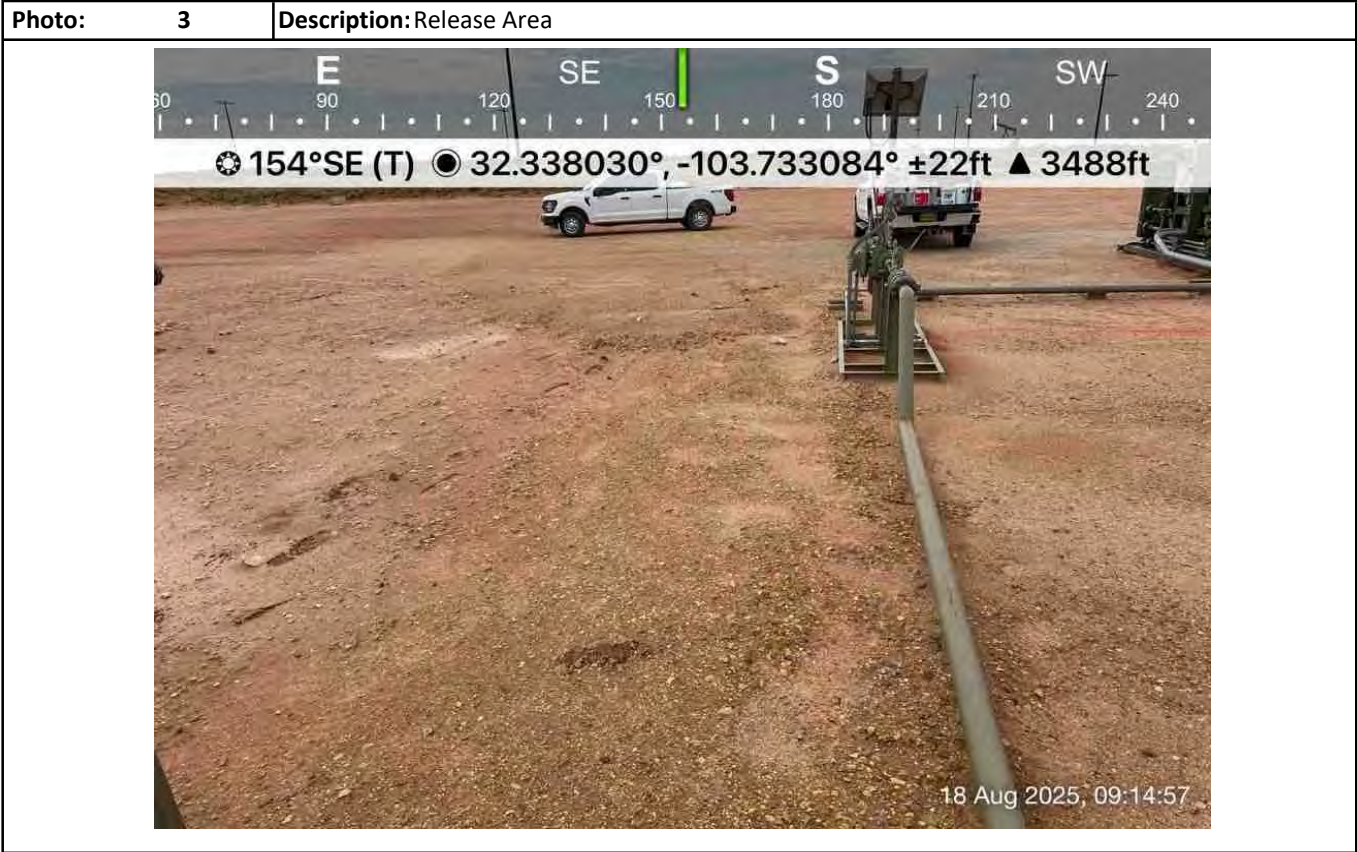 Photo: 3 Description: Release Area
E SE S SW
60 90 120 150 180 210 240
154°SE (T) 32.338030°, -103.733084° ±22ft ▲ 3488ft
18 Aug 2025, 09:14:57